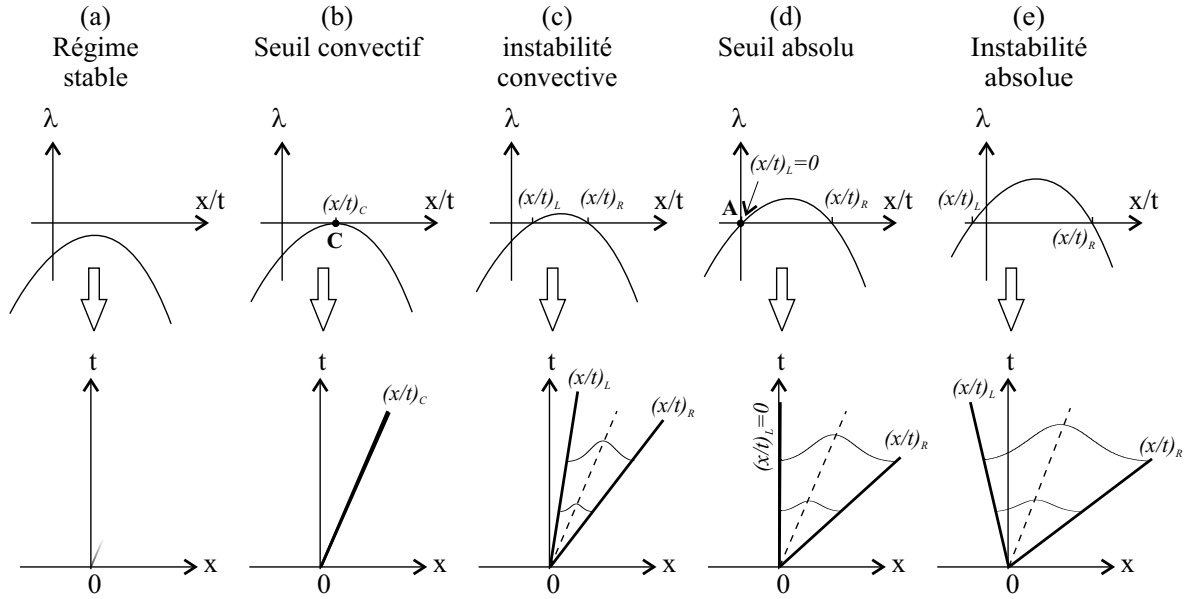 (a)
Régime
stable
(b)
Seuil convectif
(c)
instabilité
convective
(d)
Seuil absolu
(e)
Instabilité
absolue
λ
x/t
λ
x/t
(x/t)C
C
λ
x/t
(x/t)L
(x/t)R
λ
x/t
(x/t)L=0
A
(x/t)R
λ
x/t
(x/t)L
(x/t)R
t
x
0
t
(x/t)C
x
0
t
(x/t)L
(x/t)R
x
0
t
(x/t)L=0
(x/t)R
x
0
t
(x/t)L
(x/t)R
x
0